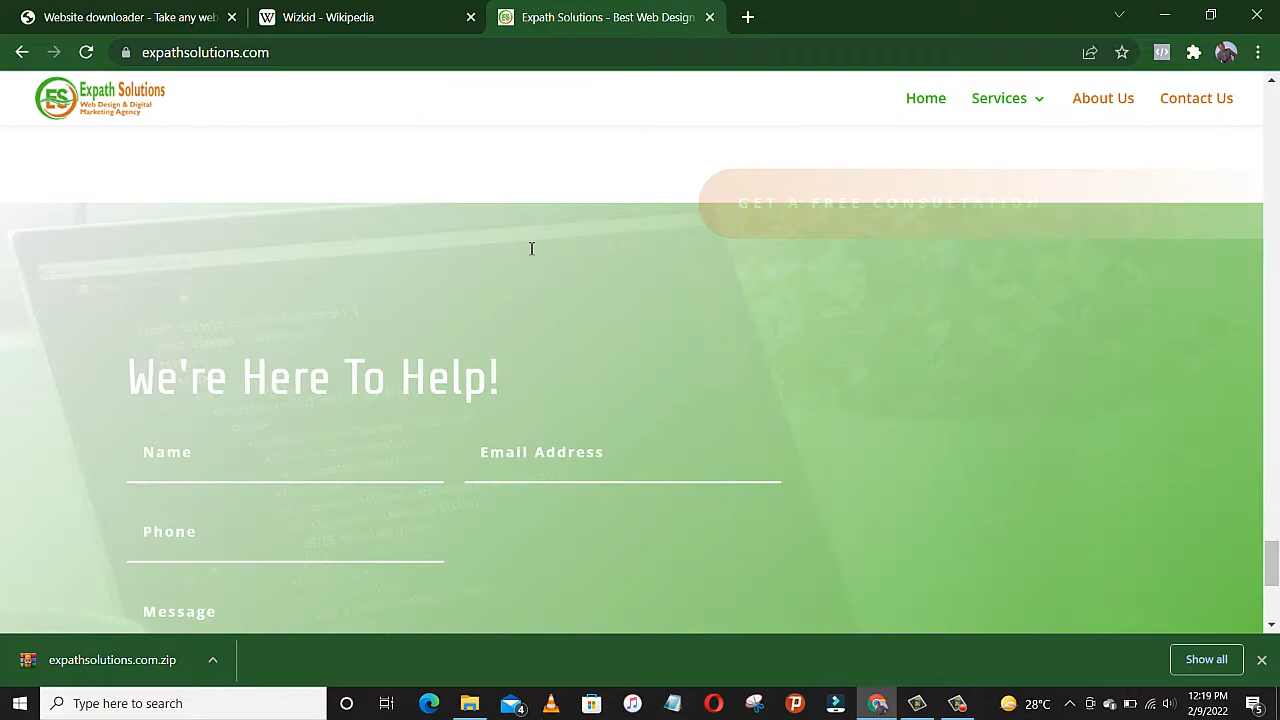 Website downloader - Take any web
Wizkid - Wikipedia
Expath Solutions - Best Web Design
expathsolutions.com
ES Expath Solutions
Web Design & Digital
Marketing Agency
Home
Services
About Us
Contact Us
GET A FREE CONSULTATION
We're Here To Help!
Name
Email Address
Phone
Message
expathsolutions.com.zip
Show all
Type here to search
4
28°C
12:19 PM
2/9/2022